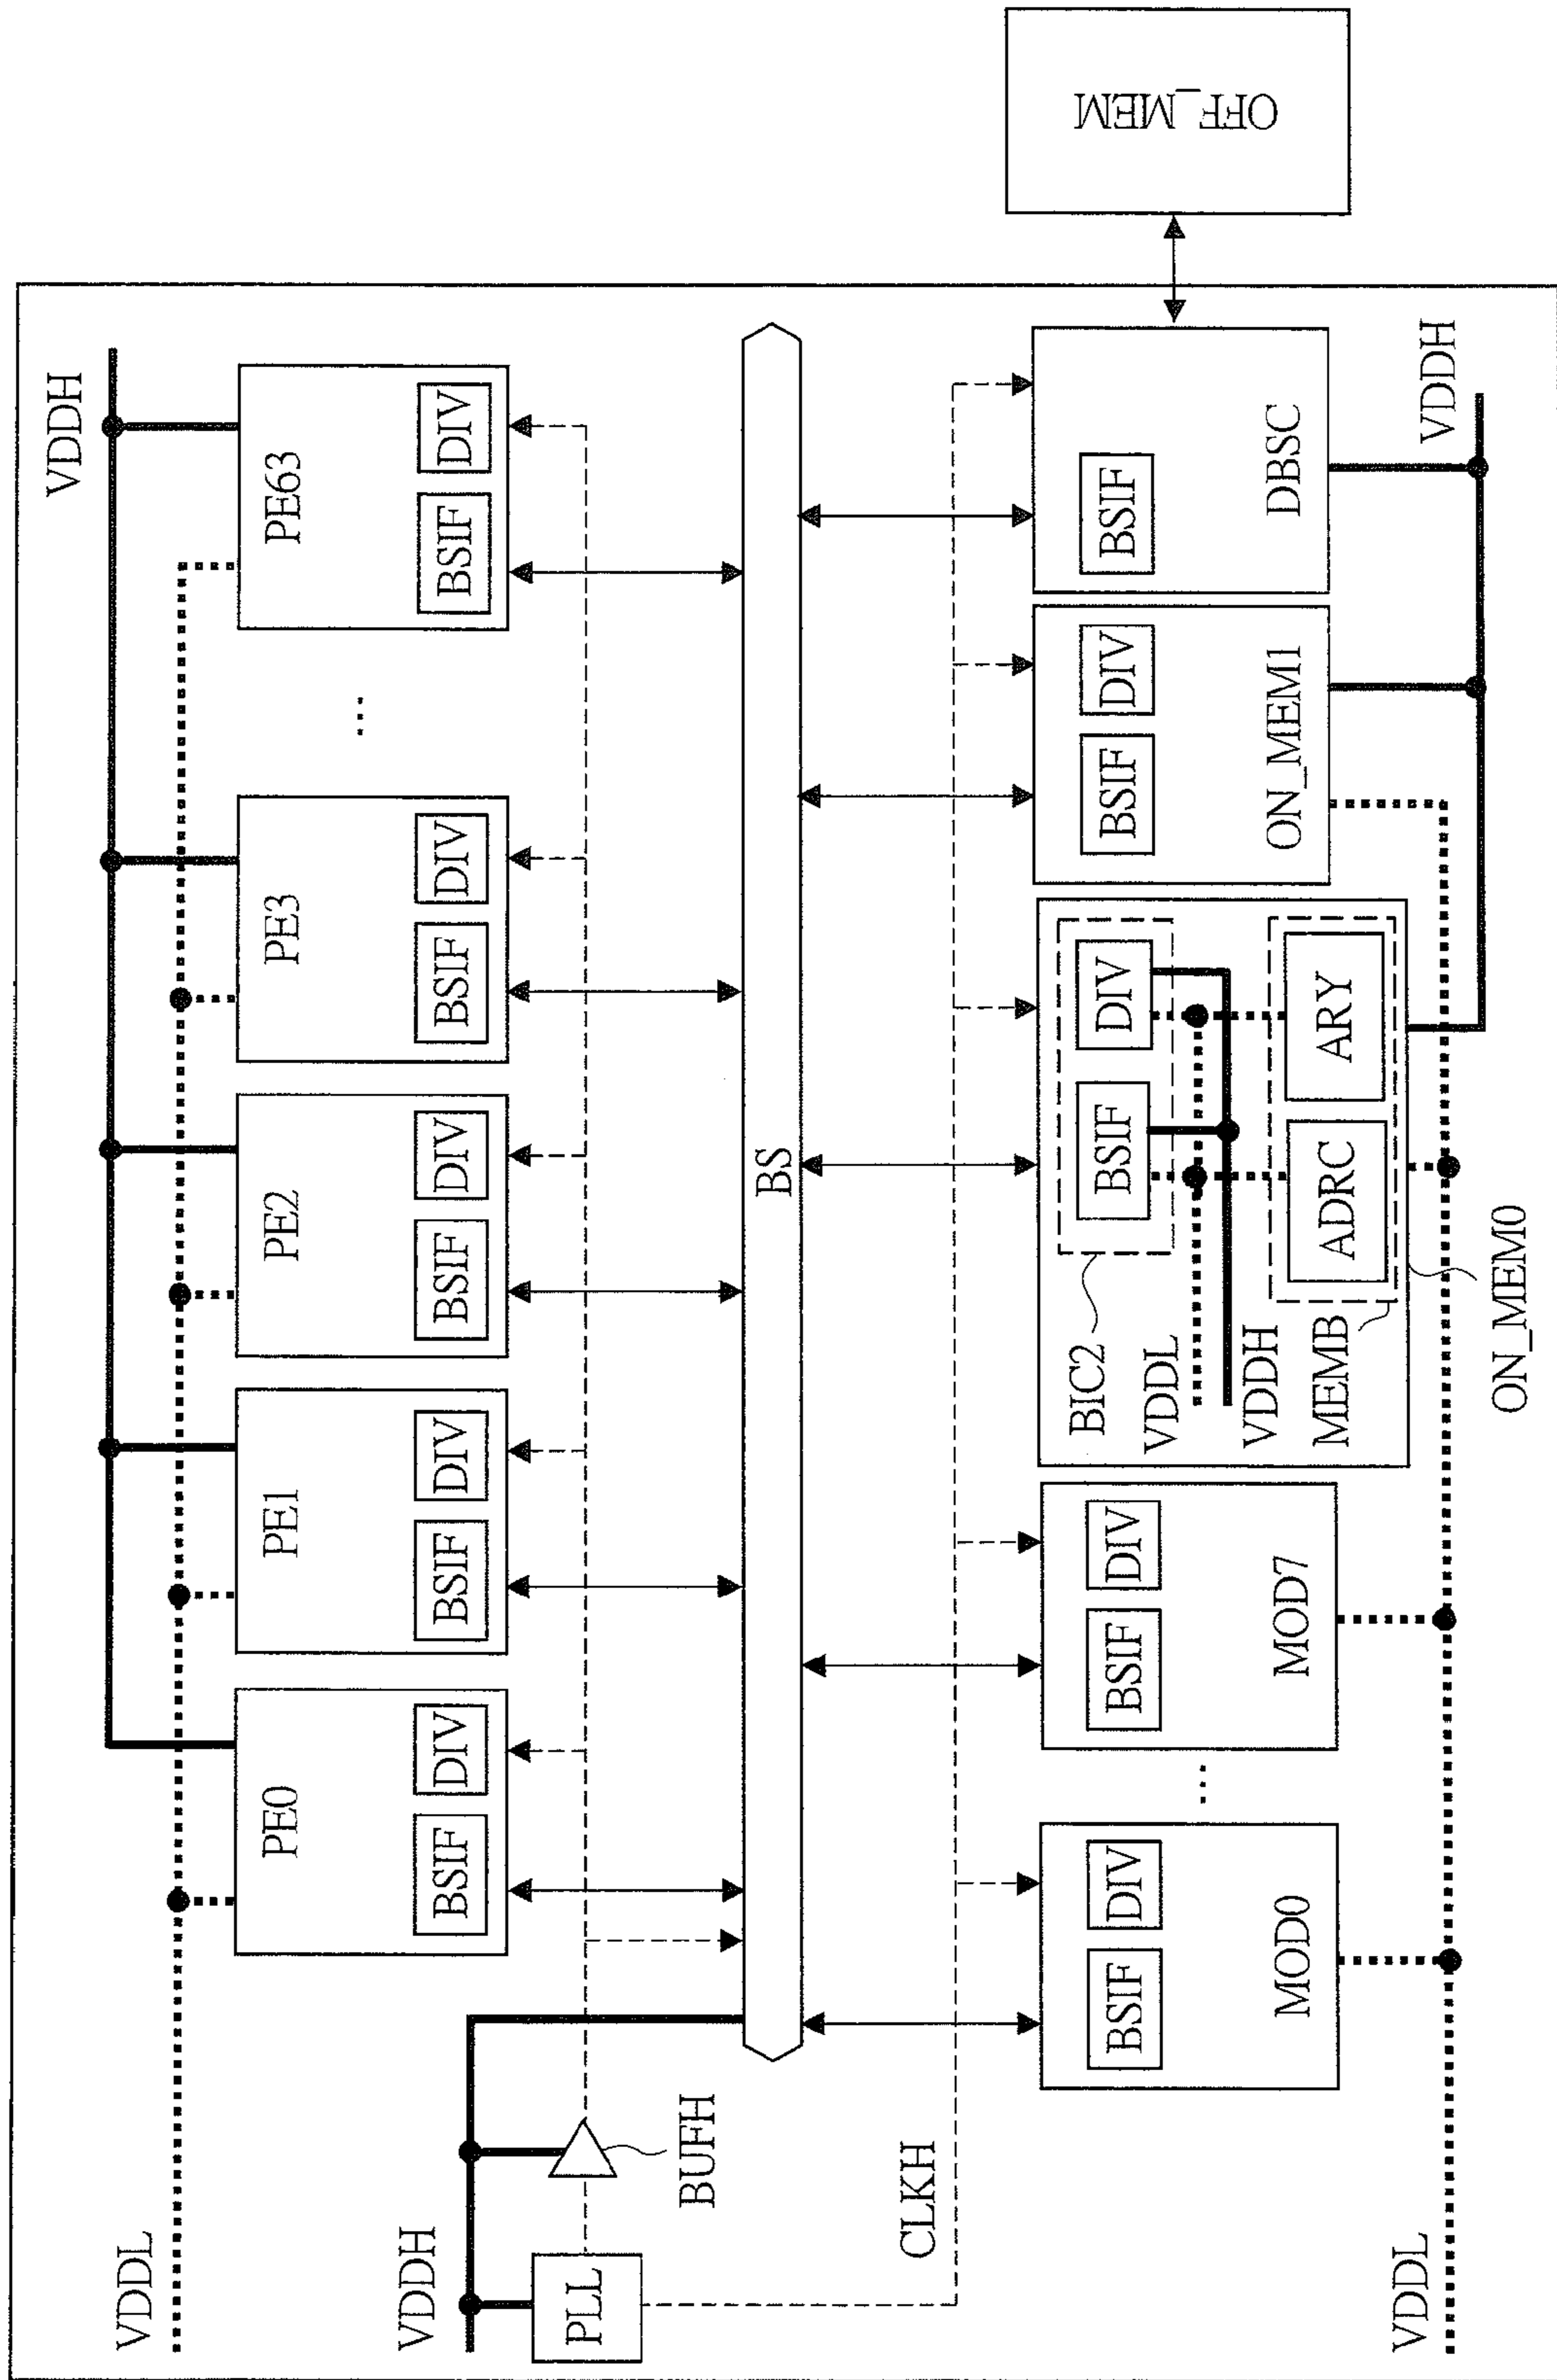 VDDL
VDDH
PE0
BSIF
DIV
PE1
BSIF
DIV
PE2
BSIF
DIV
PE3
BSIF
DIV
...
PE63
BSIF
DIV
VDDH
PLL
BUFH
BS
CLKH
BSIF
DIV
MOD0
...
BSIF
DIV
MOD7
BIC2
BSIF
DIV
VDDL
VDDH
MEMB
ADRC
ARY
ON_MEM0
BSIF
DIV
ON_MEM1
BSIF
DBSC
OFF_MEM
VDDL
VDDH